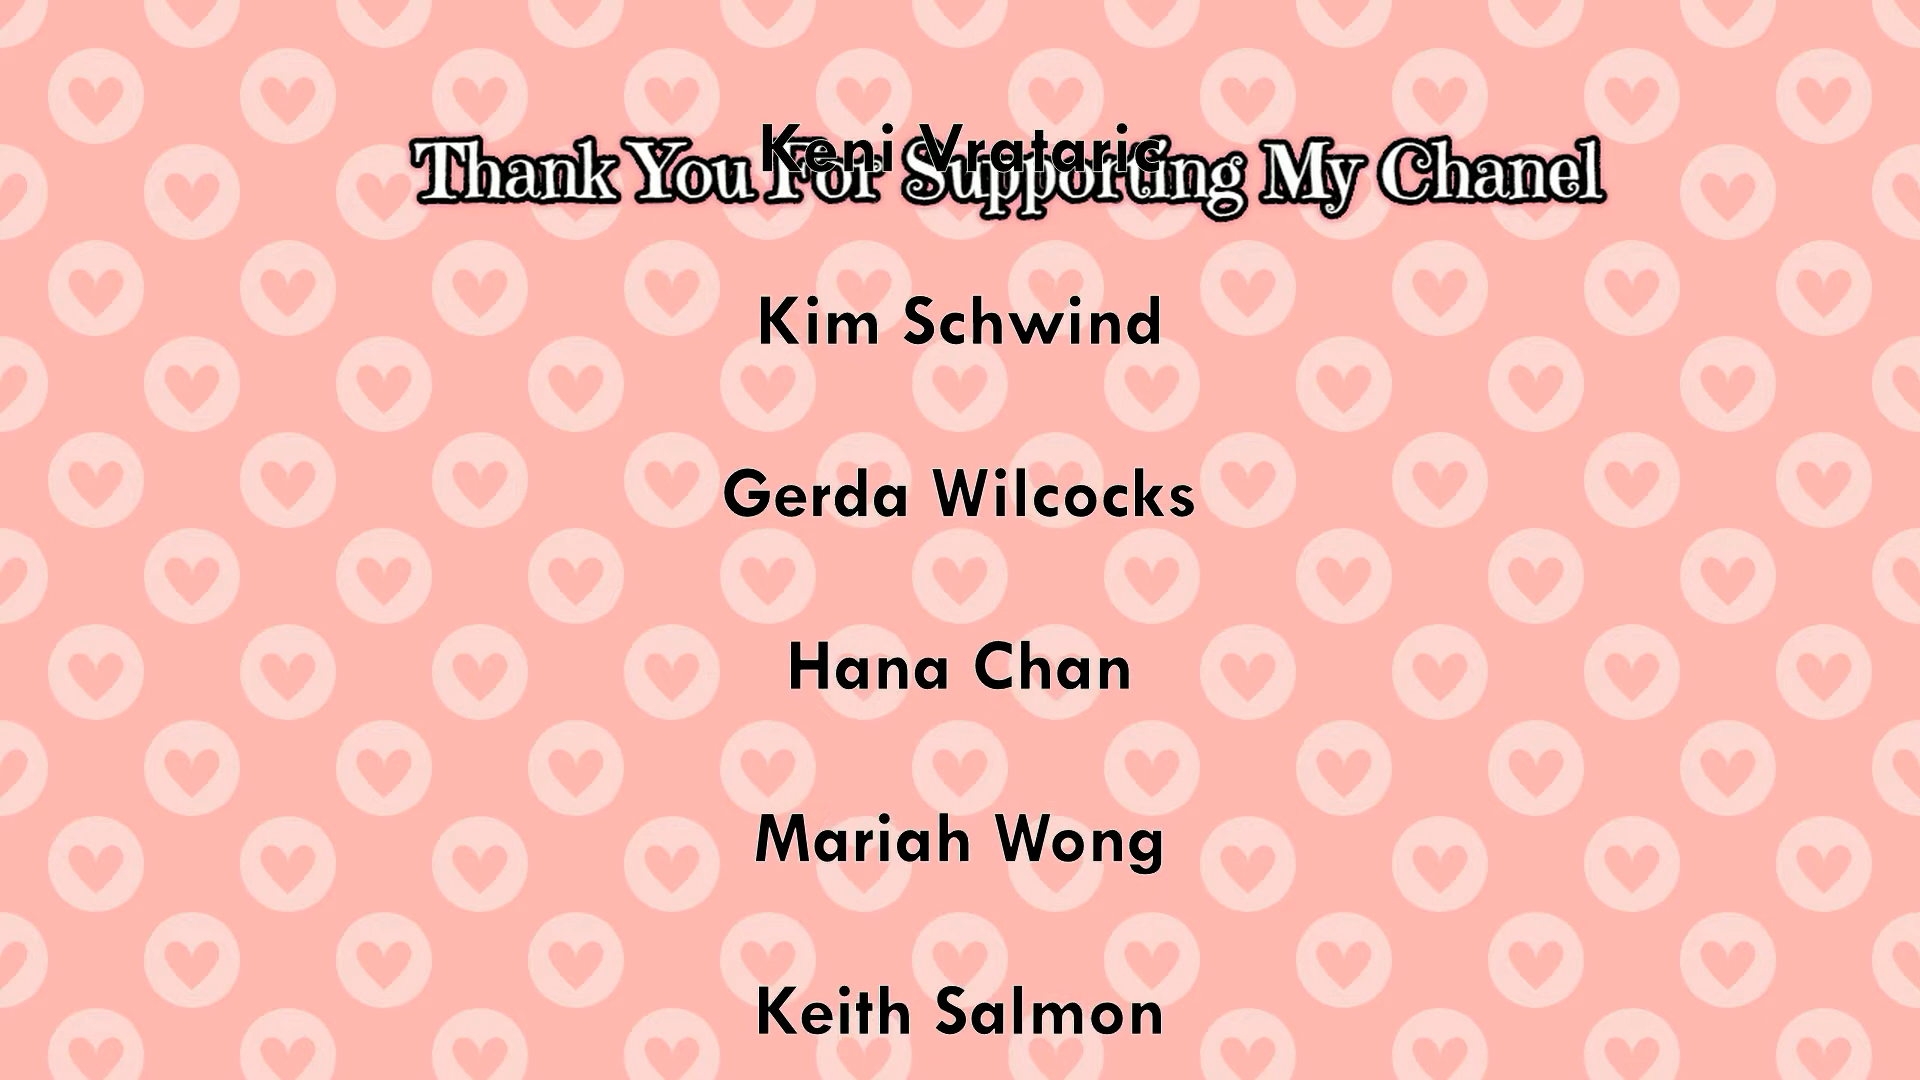 Keni Vrataric
Thank You For Supporting My Chanel
Kim Schwind
Gerda Wilcocks
Hana Chan
Mariah Wong
Keith Salmon